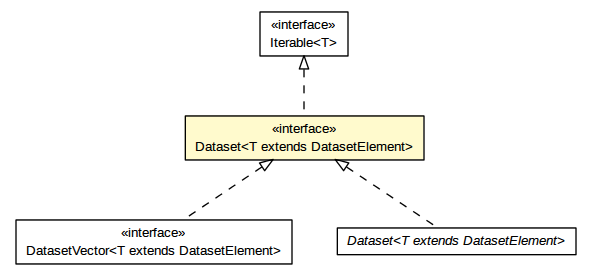 «interface»
Iterable<T>
«interface»
Dataset<T extends DatasetElement>
«interface»
DatasetVector<T extends DatasetElement>
Dataset<T extends DatasetElement>